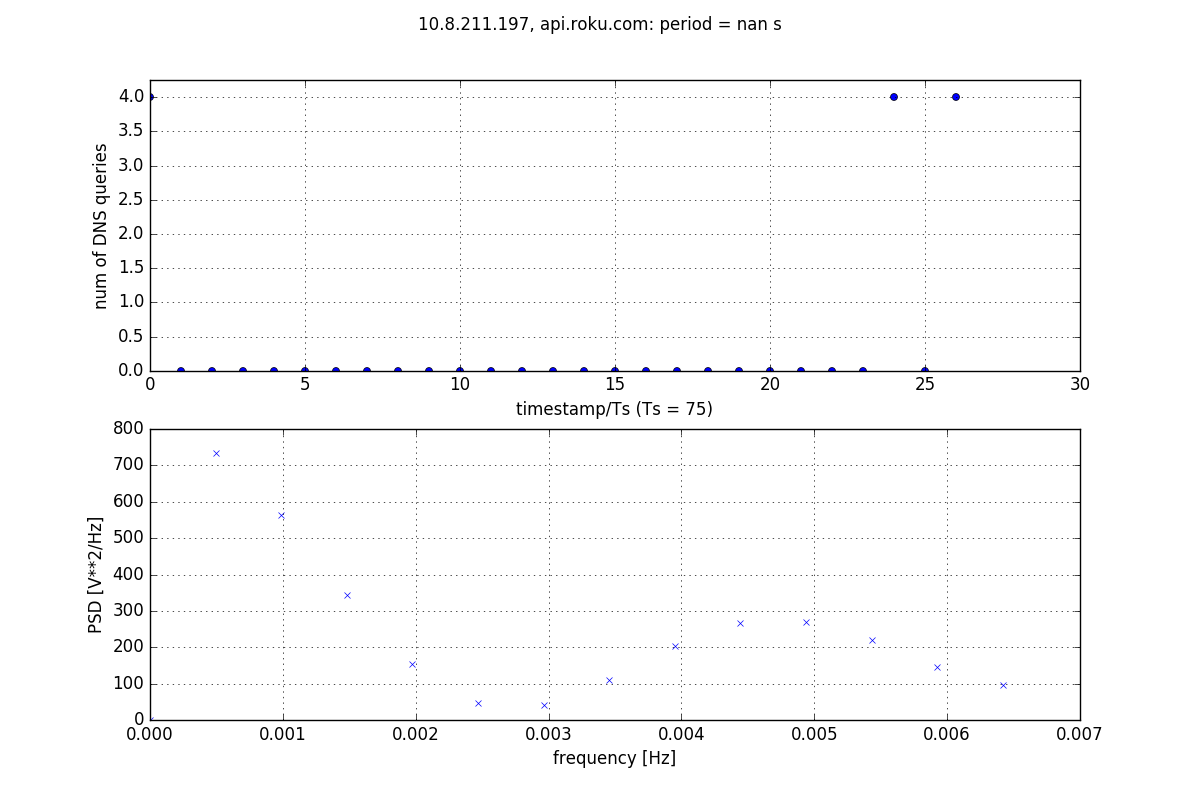 10.8.211.197, api.roku.com: period = nan s
4.0
3.5
3.0
2.5
2.0
1.5
1.0
0.5
0.0
num of DNS queries
0 5 10 15 20 25 30
timestamp/Ts (Ts = 75)
800
700
600
500
400
300
200
100
0
PSD [V**2/Hz]
0.000 0.001 0.002 0.003 0.004 0.005 0.006 0.007
frequency [Hz]